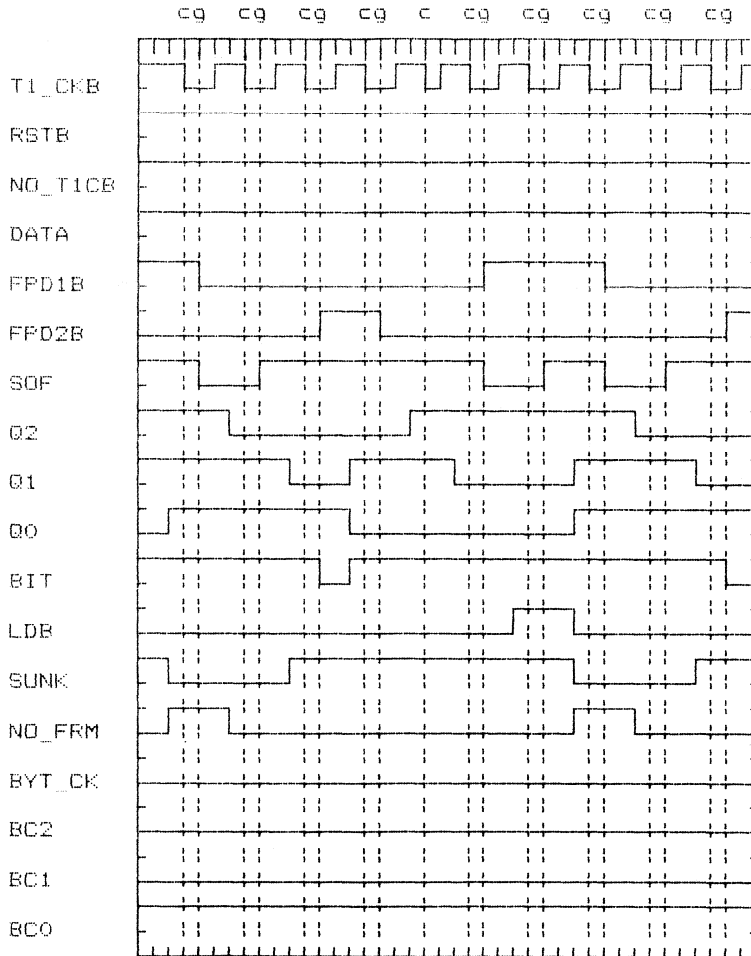 cg cg cg cg c cg cg cg cg cg
T1_CKB
RSTB
NO_T1CB
DATA
FPD1B
FPD2B
SOF
Q2
Q1
Q0
BIT
LDB
SUNK
NO_FRM
BYT_CK
BC2
BC1
BC0